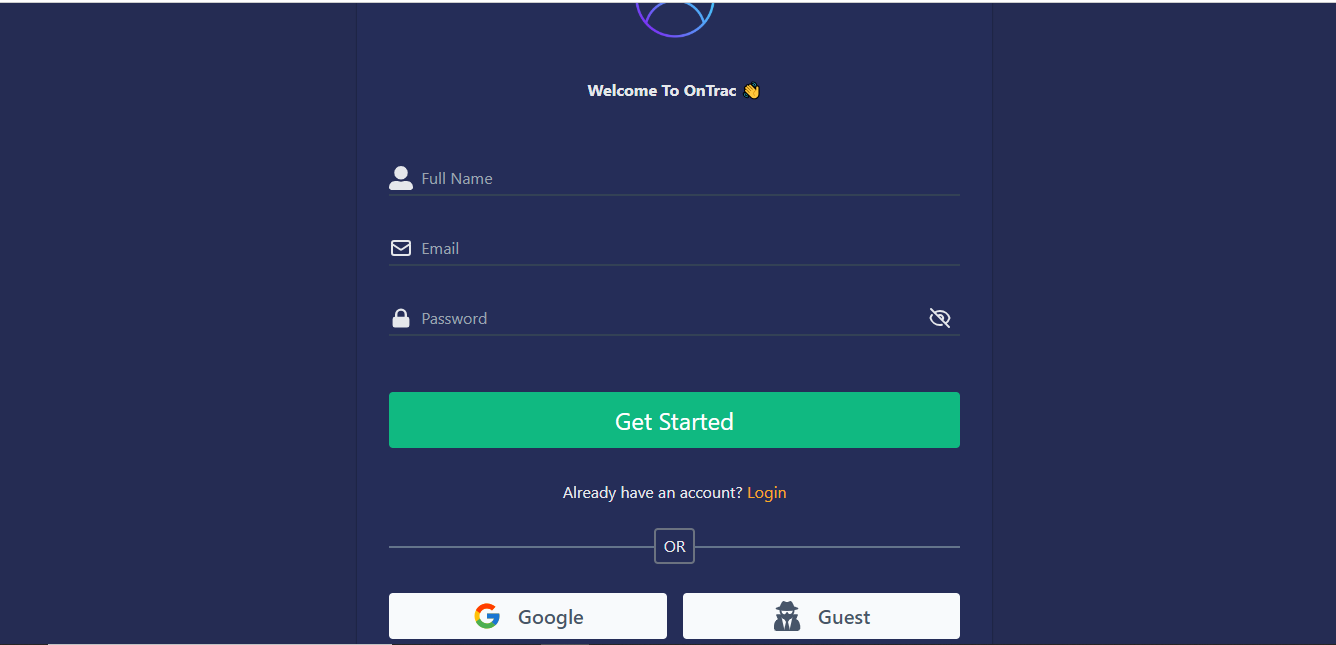 Welcome To OnTrac 👋
Full Name
Email
Password
Get Started
Already have an account? Login
OR
Google
Guest